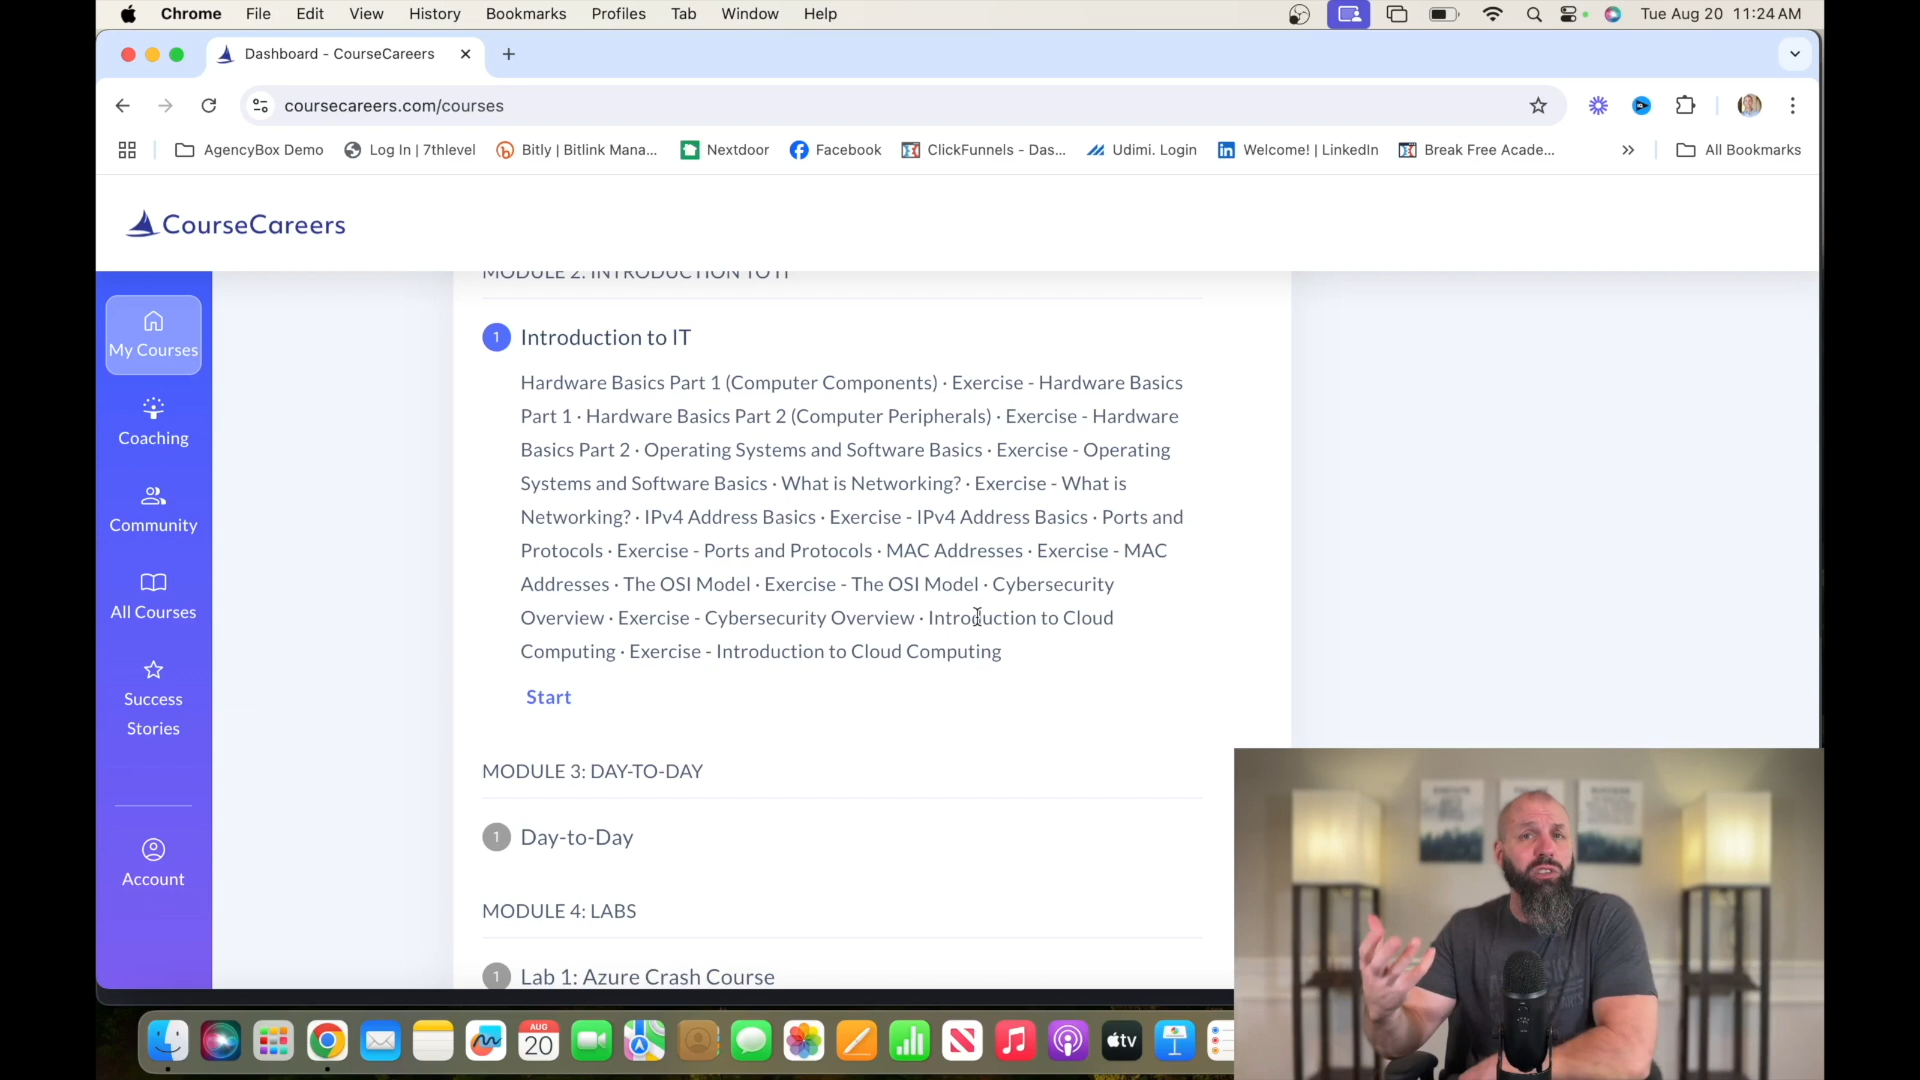 Chrome File Edit View History Bookmarks Profiles Tab Window Help Tue Aug 20 11:24 AM
Dashboard - CourseCareers
coursecareers.com/courses
AgencyBox Demo Log In | 7thlevel Bitly | Bitlink Mana... Nextdoor Facebook ClickFunnels - Das... Udimi. Login Welcome! | LinkedIn Break Free Acade... All Bookmarks
CourseCareers
MODULE 2: INTRODUCTION TO IT
1 Introduction to IT
Hardware Basics Part 1 (Computer Components) · Exercise - Hardware Basics
Part 1 · Hardware Basics Part 2 (Computer Peripherals) · Exercise - Hardware
Basics Part 2 · Operating Systems and Software Basics · Exercise - Operating
Systems and Software Basics · What is Networking? · Exercise - What is
Networking? · IPv4 Address Basics · Exercise - IPv4 Address Basics · Ports and
Protocols · Exercise - Ports and Protocols · MAC Addresses · Exercise - MAC
Addresses · The OSI Model · Exercise - The OSI Model · Cybersecurity
Overview · Exercise - Cybersecurity Overview · Introduction to Cloud
Computing · Exercise - Introduction to Cloud Computing
Start
MODULE 3: DAY-TO-DAY
1 Day-to-Day
MODULE 4: LABS
1 Lab 1: Azure Crash Course
My Courses
Coaching
Community
All Courses
Success
Stories
Account
AUG
20
tv